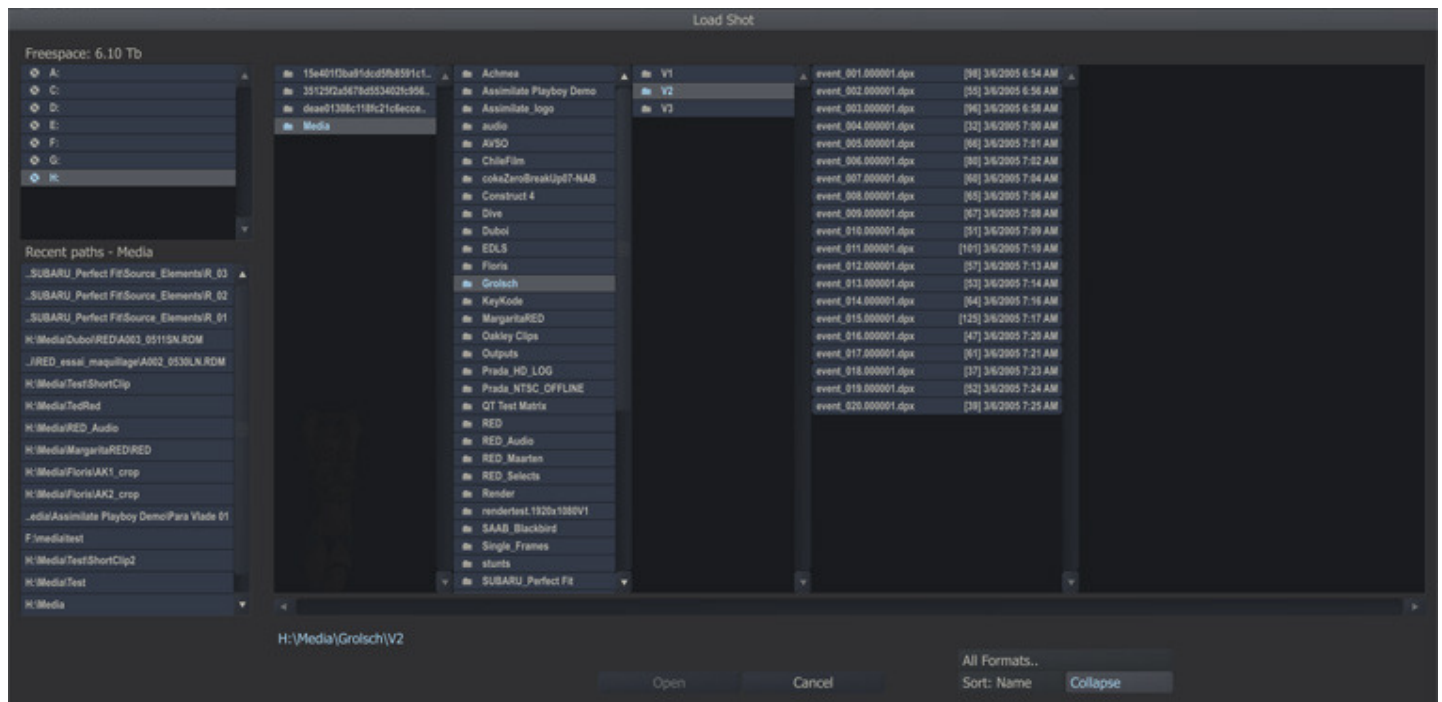 Load Shot
Freespace: 6.10 Tb
A:
C:
D:
E:
F:
G:
H:
Recent paths - Media
..SUBARU_Perfect Fit\Source_Elements\R_03
..SUBARU_Perfect Fit\Source_Elements\R_02
..SUBARU_Perfect Fit\Source_Elements\R_01
H:\Media\Duboi\RED\A003_0511SN.RDM
..\RED_essai_maquillage\A002_0530LN.RDM
H:\Media\Test\ShortClip
H:\Media\TedRed
H:\Media\RED_Audio
H:\Media\MargaritaRED\RED
H:\Media\Floris\AK1_crop
H:\Media\Floris\AK2_crop
..edia\Assimilate Playboy Demo\Para Vlade 01
F:\media\test
H:\Media\Test\ShortClip2
H:\Media\Test
H:\Media
15e401f3ba91dcd5fb8591c1..
35125f2a5678d553402fc956..
deae01308c118fc21c6ecce..
Media
Achmea
Assimilate Playboy Demo
Assimilate_logo
audio
AVSO
ChileFilm
cokeZeroBreakUp07-NAB
Construct 4
Dive
Duboi
EDLS
Floris
Grolsch
KeyKode
MargaritaRED
Oakley Clips
Outputs
Prada_HD_LOG
Prada_NTSC_OFFLINE
QT Test Matrix
RED
RED_Audio
RED_Maarten
RED_Selects
Render
rendertest.1920x1080V1
SAAB_Blackbird
Single_Frames
stunts
SUBARU_Perfect Fit
V1
V2
V3
event_001.000001.dpx [98] 3/6/2005 6:54 AM
event_002.000001.dpx [55] 3/6/2005 6:56 AM
event_003.000001.dpx [96] 3/6/2005 6:58 AM
event_004.000001.dpx [32] 3/6/2005 7:00 AM
event_005.000001.dpx [66] 3/6/2005 7:01 AM
event_006.000001.dpx [80] 3/6/2005 7:02 AM
event_007.000001.dpx [60] 3/6/2005 7:04 AM
event_008.000001.dpx [65] 3/6/2005 7:06 AM
event_009.000001.dpx [67] 3/6/2005 7:08 AM
event_010.000001.dpx [51] 3/6/2005 7:09 AM
event_011.000001.dpx [101] 3/6/2005 7:10 AM
event_012.000001.dpx [57] 3/6/2005 7:13 AM
event_013.000001.dpx [53] 3/6/2005 7:14 AM
event_014.000001.dpx [64] 3/6/2005 7:16 AM
event_015.000001.dpx [125] 3/6/2005 7:17 AM
event_016.000001.dpx [47] 3/6/2005 7:20 AM
event_017.000001.dpx [61] 3/6/2005 7:21 AM
event_018.000001.dpx [37] 3/6/2005 7:23 AM
event_019.000001.dpx [52] 3/6/2005 7:24 AM
event_020.000001.dpx [39] 3/6/2005 7:25 AM
H:\Media\Grolsch\V2
All Formats..
Open
Cancel
Sort: Name
Collapse